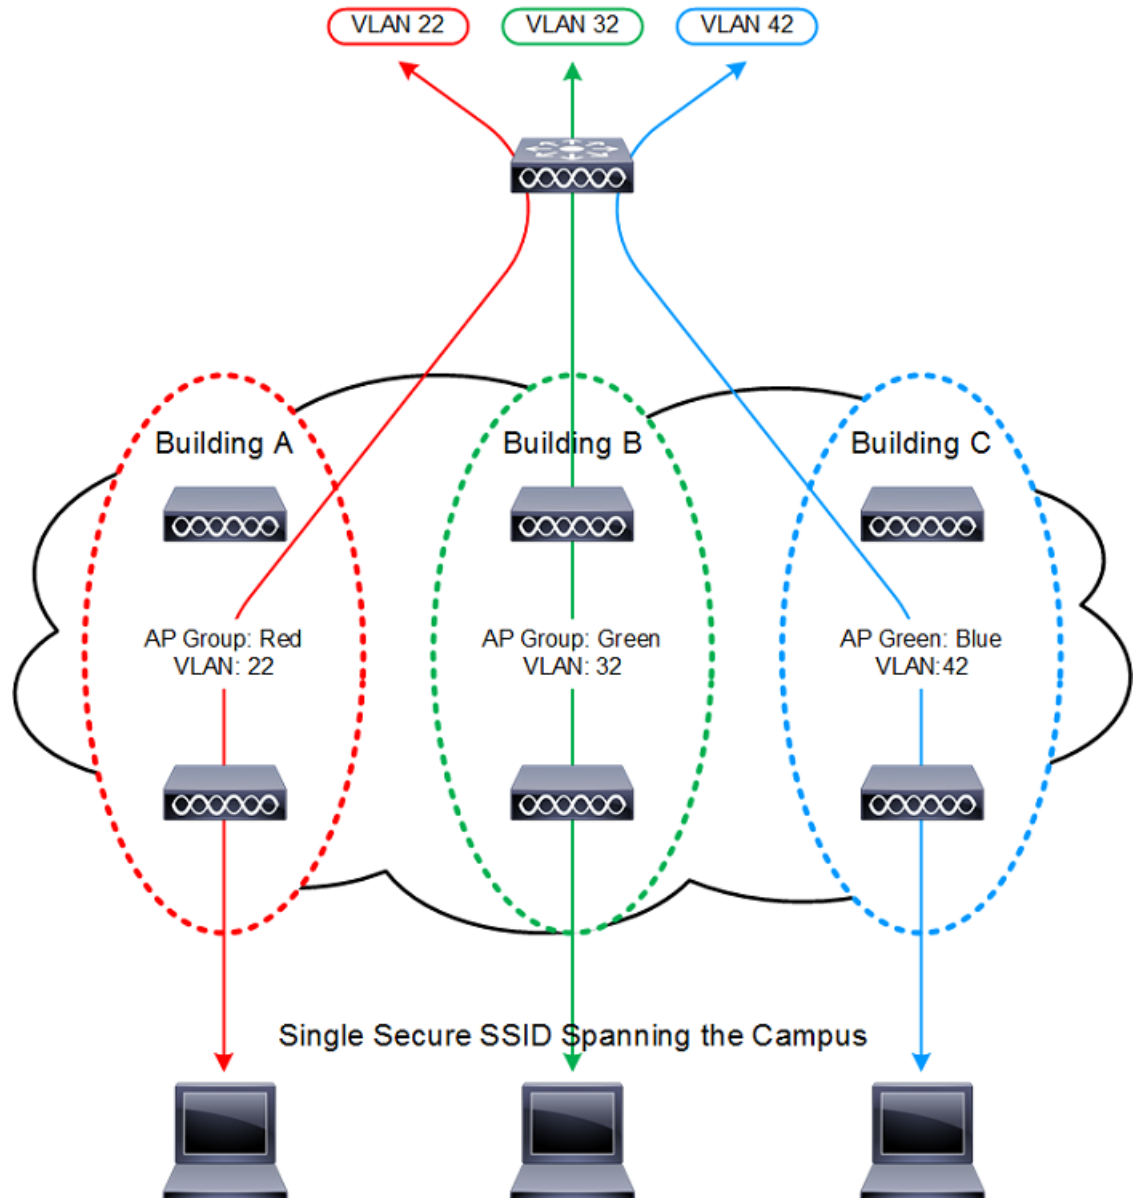 VLAN 22
VLAN 32
VLAN 42
Building A
Building B
Building C
AP Group: Red
VLAN: 22
AP Group: Green
VLAN: 32
AP Green: Blue
VLAN:42
Single Secure SSID Spanning the Campus